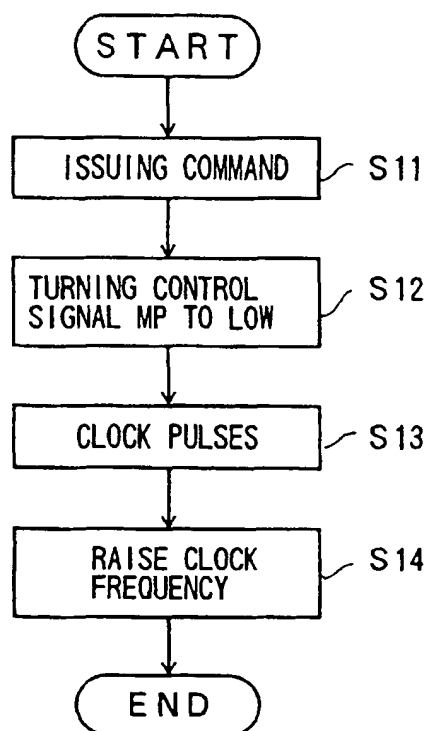 START
ISSUING COMMAND
S11
TURNING CONTROL
SIGNAL MP TO LOW
S12
CLOCK PULSES
S13
RAISE CLOCK
FREQUENCY
S14
END